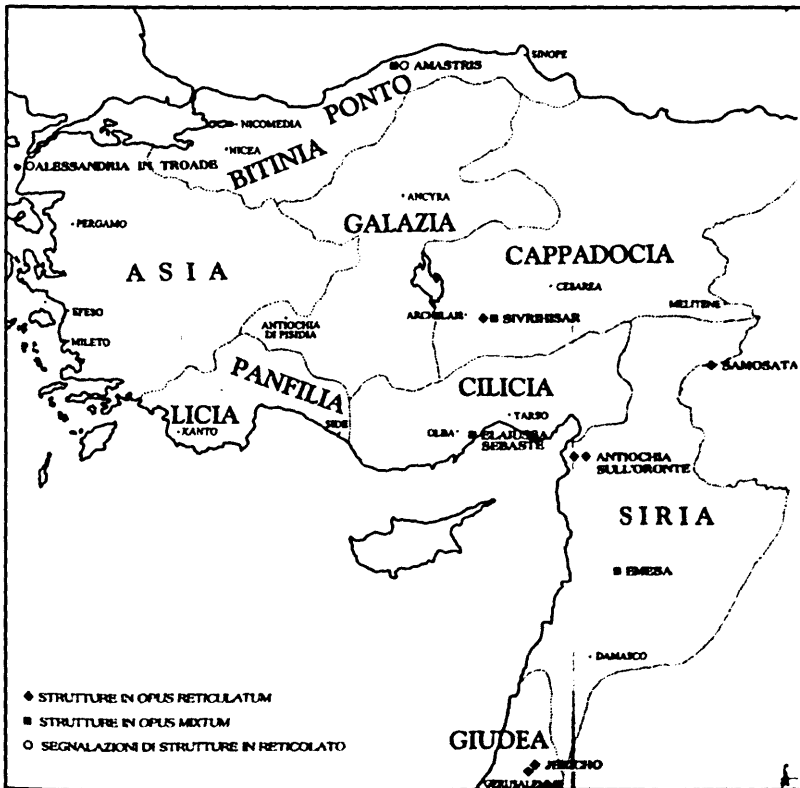 SINOPE
AMASTRIS
PONTO
NICOMEDIA
NICEA
BITINIA
ALESSANDRIA IN TROADE
ANCYRA
PERGAMO
GALAZIA
CAPPADOCIA
ASIA
CESAREA
MELITENE
EFESO
ARCHELAIS
SIVRIHISAR
ANTIOCHIA
DI PISIDIA
MILETO
SAMOSATA
PANFILIA
CILICIA
LICIA
TARSO
XANTO
SIDE
OLBA
ELAIUSSA
SEBASTE
ANTIOCHIA
SULL'ORONTE
SIRIA
EMESA
DAMASCO
STRUTTURE IN OPUS RETICULATUM
STRUTTURE IN OPUS MIXTUM
SEGNALAZIONI DI STRUTTURE IN RETICOLATO
GIUDEA
JERICHO
GERUSALEMME